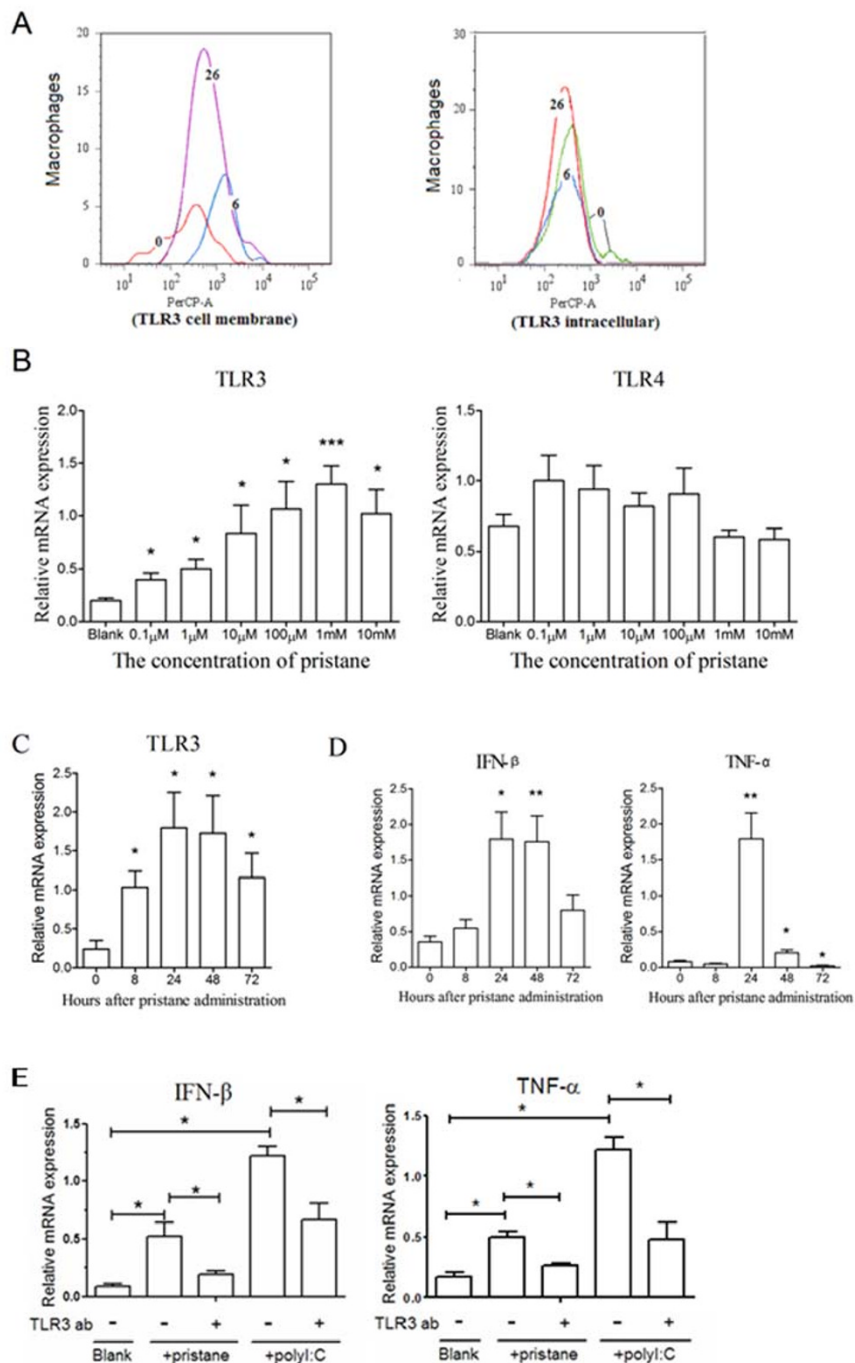 A
20
15
10
5
0
Macrophages
26
6
0
10¹ 10² 10³ 10⁴ 10⁵
PerCP-A
(TLR3 cell membrane)
30
20
10
0
Macrophages
26
6
0
10¹ 10² 10³ 10⁴ 10⁵
PerCP-A
(TLR3 intracellular)
B
TLR3
Relative mRNA expression
2.0
1.5
1.0
0.5
0.0
* * * * *** *
Blank 0.1μM 1μM 10μM 100μM 1mM 10mM
The concentration of pristane
TLR4
Relative mRNA expression
1.5
1.0
0.5
0.0
Blank 0.1μM 1μM 10μM 100μM 1mM 10mM
The concentration of pristane
C
TLR3
Relative mRNA expression
2.5
2.0
1.5
1.0
0.5
0.0
* * * *
0 8 24 48 72
Hours after pristane administration
D
IFN-β
Relative mRNA expression
2.5
2.0
1.5
1.0
0.5
0.0
* **
0 8 24 48 72
Hours after pristane administration
TNF-α
Relative mRNA expression
2.5
2.0
1.5
1.0
0.5
0.0
** * *
0 8 24 48 72
Hours after pristane administration
E
IFN-β
Relative mRNA expression
1.5
1.0
0.5
0.0
* * * *
TLR3 ab - - + - +
Blank +pristane +polyI:C
TNF-α
Relative mRNA expression
1.5
1.0
0.5
0.0
* * * *
TLR3 ab - - + - +
Blank +pristane +polyI:C